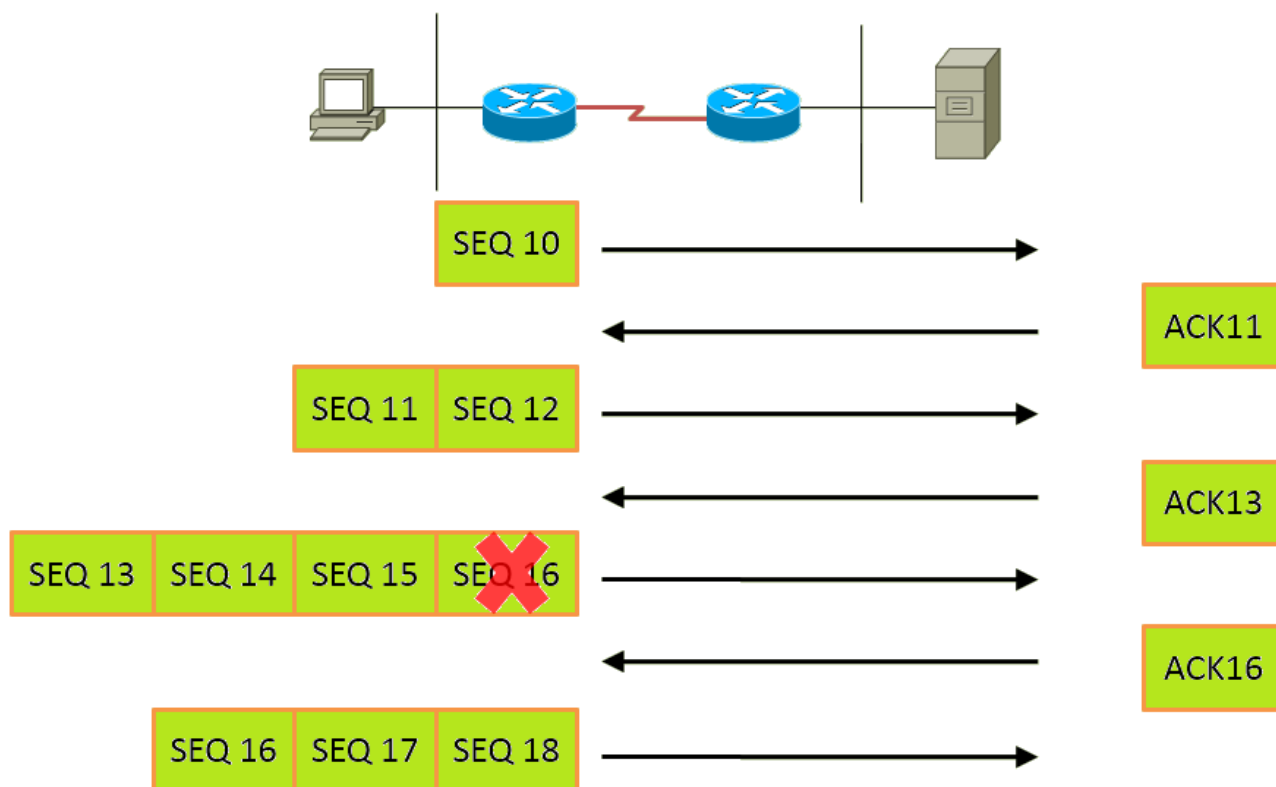 SEQ 10
ACK11
SEQ 11 SEQ 12
ACK13
SEQ 13 SEQ 14 SEQ 15 SEQ 16
ACK16
SEQ 16 SEQ 17 SEQ 18